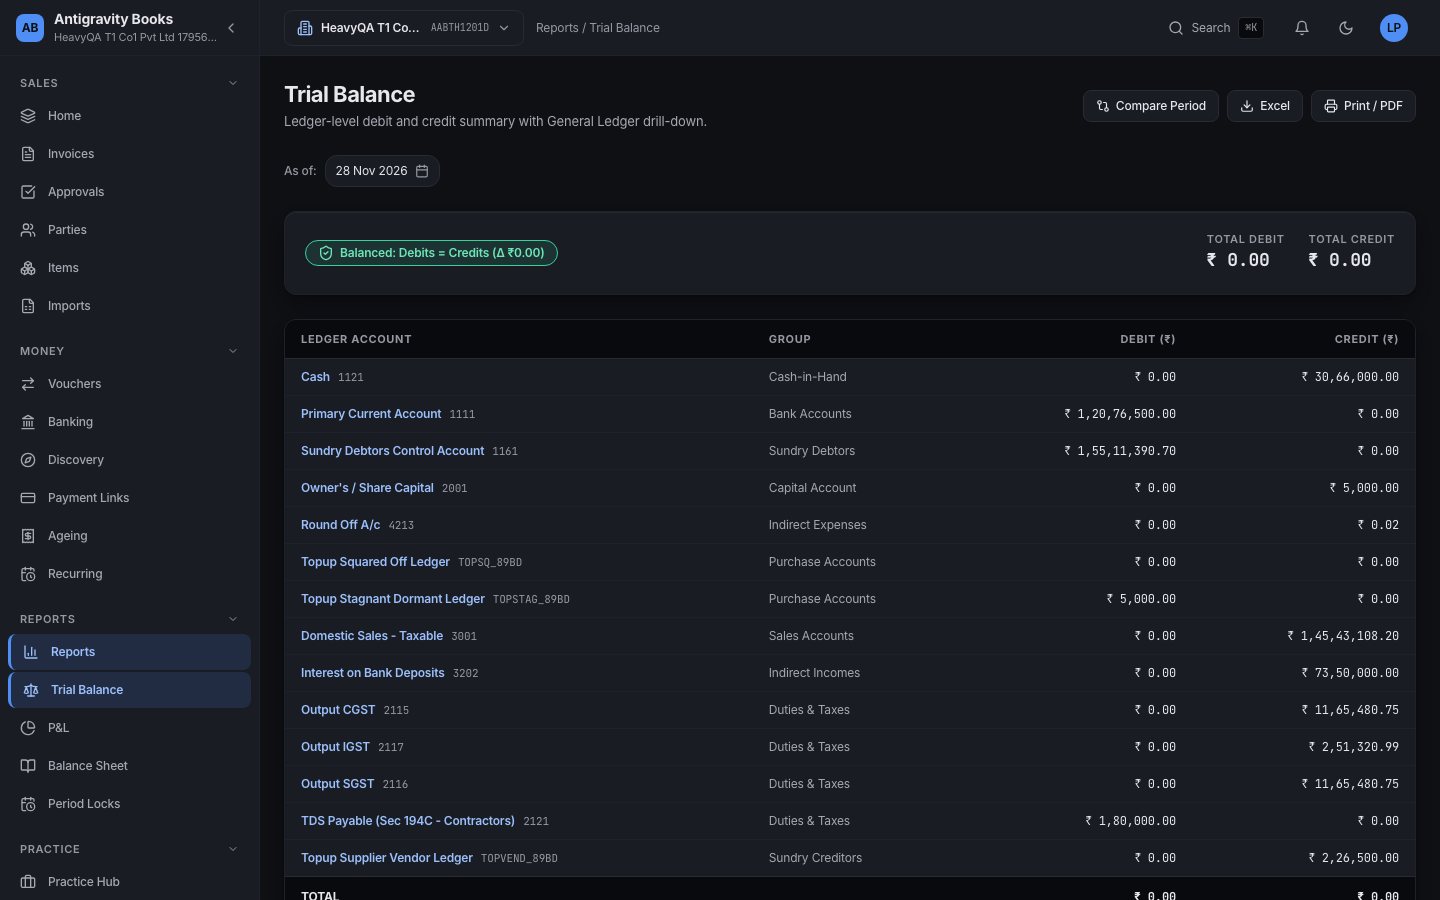 AB
Antigravity Books
HeavyQA T1 Co1 Pvt Ltd 17956...
HeavyQA T1 Co... AABTH1201D
Reports / Trial Balance
Search ⌘K
LP
SALES
Home
Invoices
Approvals
Parties
Items
Imports
MONEY
Vouchers
Banking
Discovery
Payment Links
Ageing
Recurring
REPORTS
Reports
Trial Balance
P&L
Balance Sheet
Period Locks
PRACTICE
Practice Hub
Trial Balance
Ledger-level debit and credit summary with General Ledger drill-down.
Compare Period
Excel
Print / PDF
As of: 28 Nov 2026
Balanced: Debits = Credits (Δ ₹0.00)
TOTAL DEBIT TOTAL CREDIT
₹ 0.00 ₹ 0.00
LEDGER ACCOUNT GROUP DEBIT (₹) CREDIT (₹)
Cash 1121 Cash-in-Hand ₹ 0.00 ₹ 30,66,000.00
Primary Current Account 1111 Bank Accounts ₹ 1,20,76,500.00 ₹ 0.00
Sundry Debtors Control Account 1161 Sundry Debtors ₹ 1,55,11,390.70 ₹ 0.00
Owner's / Share Capital 2001 Capital Account ₹ 0.00 ₹ 5,000.00
Round Off A/c 4213 Indirect Expenses ₹ 0.00 ₹ 0.02
Topup Squared Off Ledger TOPSQ_89BD Purchase Accounts ₹ 0.00 ₹ 0.00
Topup Stagnant Dormant Ledger TOPSTAG_89BD Purchase Accounts ₹ 5,000.00 ₹ 0.00
Domestic Sales - Taxable 3001 Sales Accounts ₹ 0.00 ₹ 1,45,43,108.20
Interest on Bank Deposits 3202 Indirect Incomes ₹ 0.00 ₹ 73,50,000.00
Output CGST 2115 Duties & Taxes ₹ 0.00 ₹ 11,65,480.75
Output IGST 2117 Duties & Taxes ₹ 0.00 ₹ 2,51,320.99
Output SGST 2116 Duties & Taxes ₹ 0.00 ₹ 11,65,480.75
TDS Payable (Sec 194C - Contractors) 2121 Duties & Taxes ₹ 1,80,000.00 ₹ 0.00
Topup Supplier Vendor Ledger TOPVEND_89BD Sundry Creditors ₹ 0.00 ₹ 2,26,500.00
TOTAL ₹ 0.00 ₹ 0.00